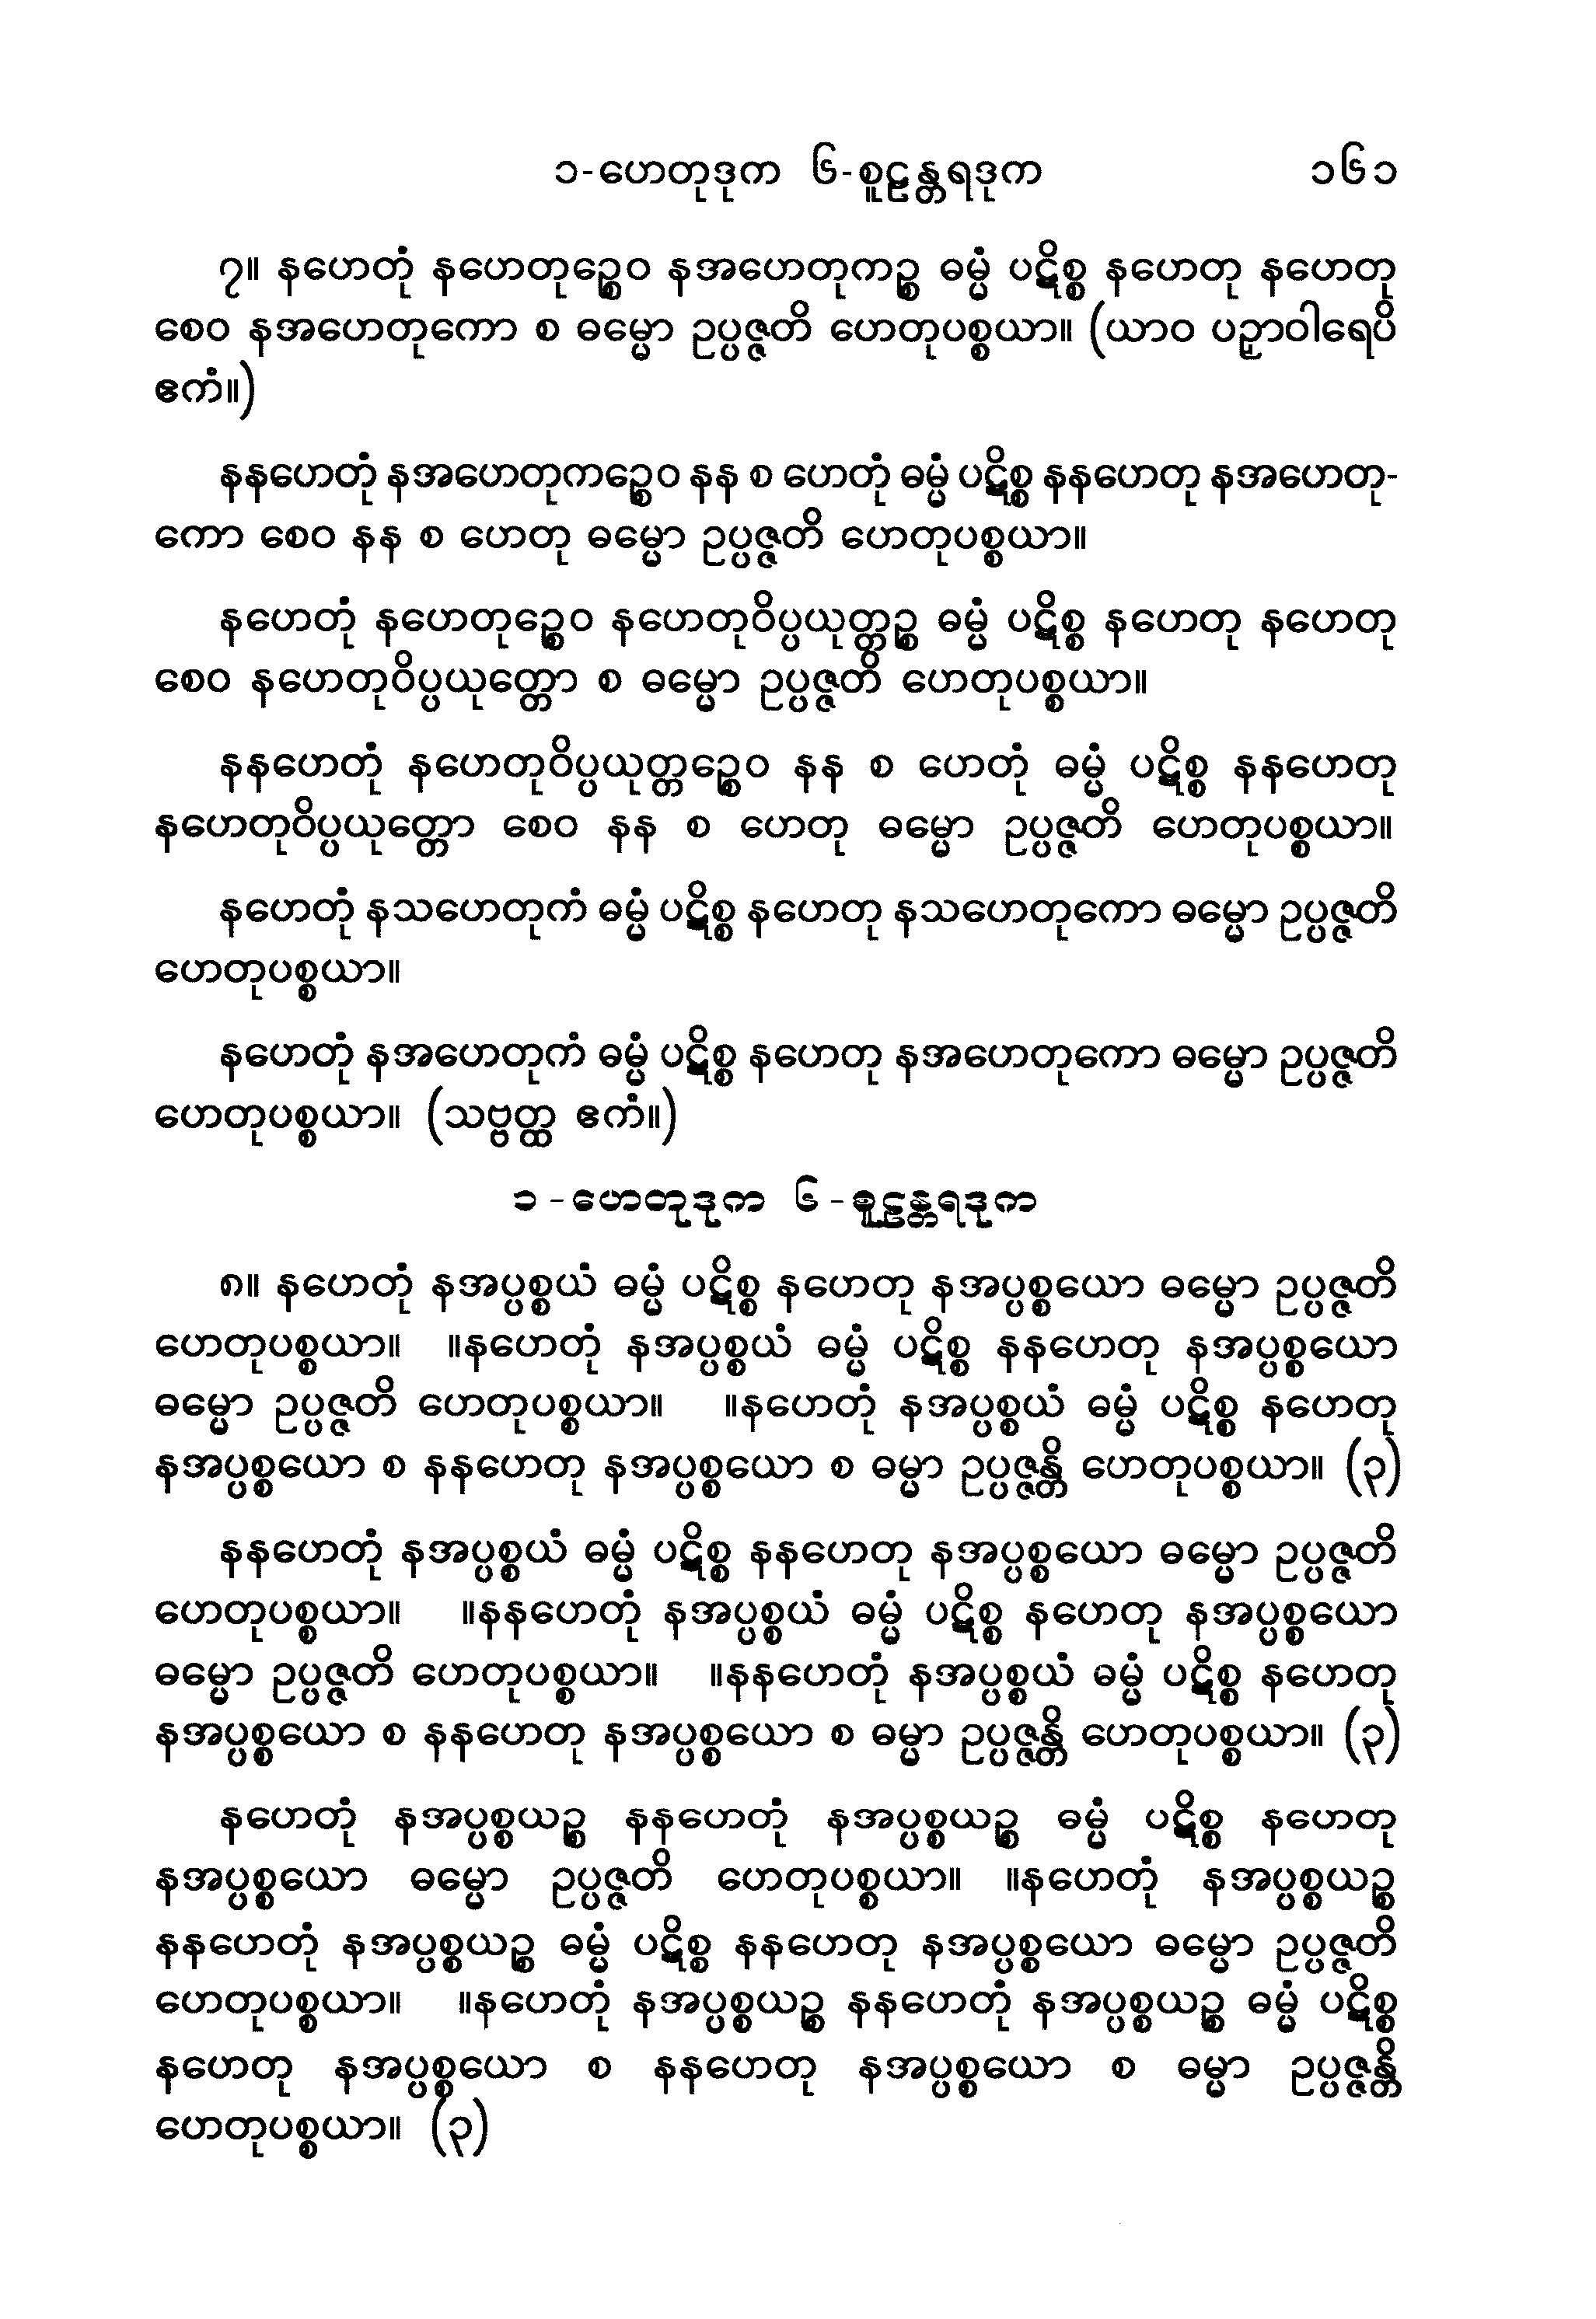 ၁-ဟေတုဒုက ၆-စူဠန္တရဒုက ၁၆၁
၇။ နဟေတုံ နဟေတုဉ္စေဝ နအဟေတုကဉ္စ ဓမ္မံ ပဋိစ္စ နဟေတု နဟေတု
စေဝ နအဟေတုကော စ ဓမ္မော ဥပ္ပဇ္ဇတိ ဟေတုပစ္စယာ။ (ယာဝ ပဉှာဝါရေပိ
ဧကံ။)
နနဟေတုံ နအဟေတုကဉ္စေဝ နန စ ဟေတုံ ဓမ္မံ ပဋိစ္စ နနဟေတု နအဟေတု-
ကော စေဝ နန စ ဟေတု ဓမ္မော ဥပ္ပဇ္ဇတိ ဟေတုပစ္စယာ။
နဟေတုံ နဟေတုဉ္စေဝ နဟေတုဝိပ္ပယုတ္တဉ္စ ဓမ္မံ ပဋိစ္စ နဟေတု နဟေတု
စေဝ နဟေတုဝိပ္ပယုတ္တော စ ဓမ္မော ဥပ္ပဇ္ဇတိ ဟေတုပစ္စယာ။
နနဟေတုံ နဟေတုဝိပ္ပယုတ္တဉ္စေဝ နန စ ဟေတုံ ဓမ္မံ ပဋိစ္စ နနဟေတု
နဟေတုဝိပ္ပယုတ္တော စေဝ နန စ ဟေတု ဓမ္မော ဥပ္ပဇ္ဇတိ ဟေတုပစ္စယာ။
နဟေတုံ နသဟေတုကံ ဓမ္မံ ပဋိစ္စ နဟေတု နသဟေတုကော ဓမ္မော ဥပ္ပဇ္ဇတိ
ဟေတုပစ္စယာ။
နဟေတုံ နအဟေတုကံ ဓမ္မံ ပဋိစ္စ နဟေတု နအဟေတုကော ဓမ္မော ဥပ္ပဇ္ဇတိ
ဟေတုပစ္စယာ။ (သဗ္ဗတ္ထ ဧကံ။)
၁-ဟေတုဒုက ၆-စူဠန္တရဒုက
၈။ နဟေတုံ နအပ္ပစ္စယံ ဓမ္မံ ပဋိစ္စ နဟေတု နအပ္ပစ္စယော ဓမ္မော ဥပ္ပဇ္ဇတိ
ဟေတုပစ္စယာ။ ။နဟေတုံ နအပ္ပစ္စယံ ဓမ္မံ ပဋိစ္စ နနဟေတု နအပ္ပစ္စယော
ဓမ္မော ဥပ္ပဇ္ဇတိ ဟေတုပစ္စယာ။ ။နဟေတုံ နအပ္ပစ္စယံ ဓမ္မံ ပဋိစ္စ နဟေတု
နအပ္ပစ္စယော စ နနဟေတု နအပ္ပစ္စယော စ ဓမ္မာ ဥပ္ပဇ္ဇန္တိ ဟေတုပစ္စယာ။ (၃)
နနဟေတုံ နအပ္ပစ္စယံ ဓမ္မံ ပဋိစ္စ နနဟေတု နအပ္ပစ္စယော ဓမ္မော ဥပ္ပဇ္ဇတိ
ဟေတုပစ္စယာ။ ။နနဟေတုံ နအပ္ပစ္စယံ ဓမ္မံ ပဋိစ္စ နဟေတု နအပ္ပစ္စယော
ဓမ္မော ဥပ္ပဇ္ဇတိ ဟေတုပစ္စယာ။ ။နနဟေတုံ နအပ္ပစ္စယံ ဓမ္မံ ပဋိစ္စ နဟေတု
နအပ္ပစ္စယော စ နနဟေတု နအပ္ပစ္စယော စ ဓမ္မာ ဥပ္ပဇ္ဇန္တိ ဟေတုပစ္စယာ။ (၃)
နဟေတုံ နအပ္ပစ္စယဉ္စ နနဟေတုံ နအပ္ပစ္စယဉ္စ ဓမ္မံ ပဋိစ္စ နဟေတု
နအပ္ပစ္စယော ဓမ္မော ဥပ္ပဇ္ဇတိ ဟေတုပစ္စယာ။ ။နဟေတုံ နအပ္ပစ္စယဉ္စ
နနဟေတုံ နအပ္ပစ္စယဉ္စ ဓမ္မံ ပဋိစ္စ နနဟေတု နအပ္ပစ္စယော ဓမ္မော ဥပ္ပဇ္ဇတိ
ဟေတုပစ္စယာ။ ။နဟေတုံ နအပ္ပစ္စယဉ္စ နနဟေတုံ နအပ္ပစ္စယဉ္စ ဓမ္မံ ပဋိစ္စ
နဟေတု နအပ္ပစ္စယော စ နနဟေတု နအပ္ပစ္စယော စ ဓမ္မာ ဥပ္ပဇ္ဇန္တိ
ဟေတုပစ္စယာ။ (၃)